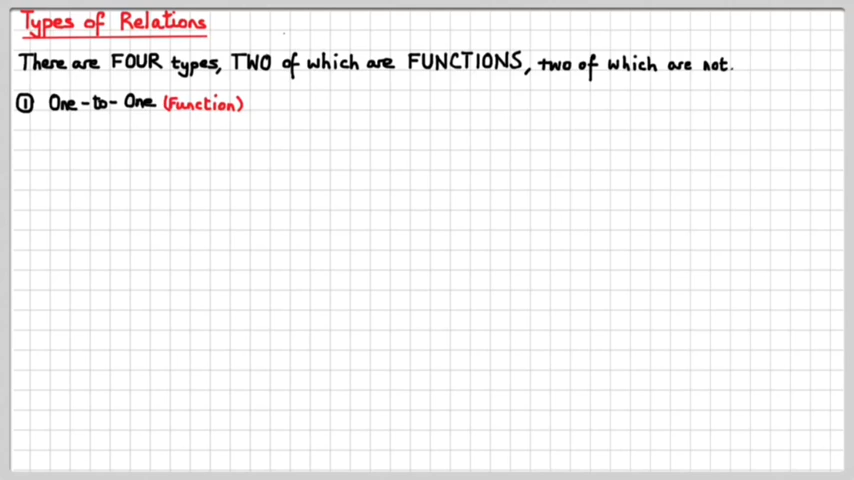 Types of Relations
There are FOUR types, TWO of which are FUNCTIONS, two of which are not.
① One-to-One (Function)